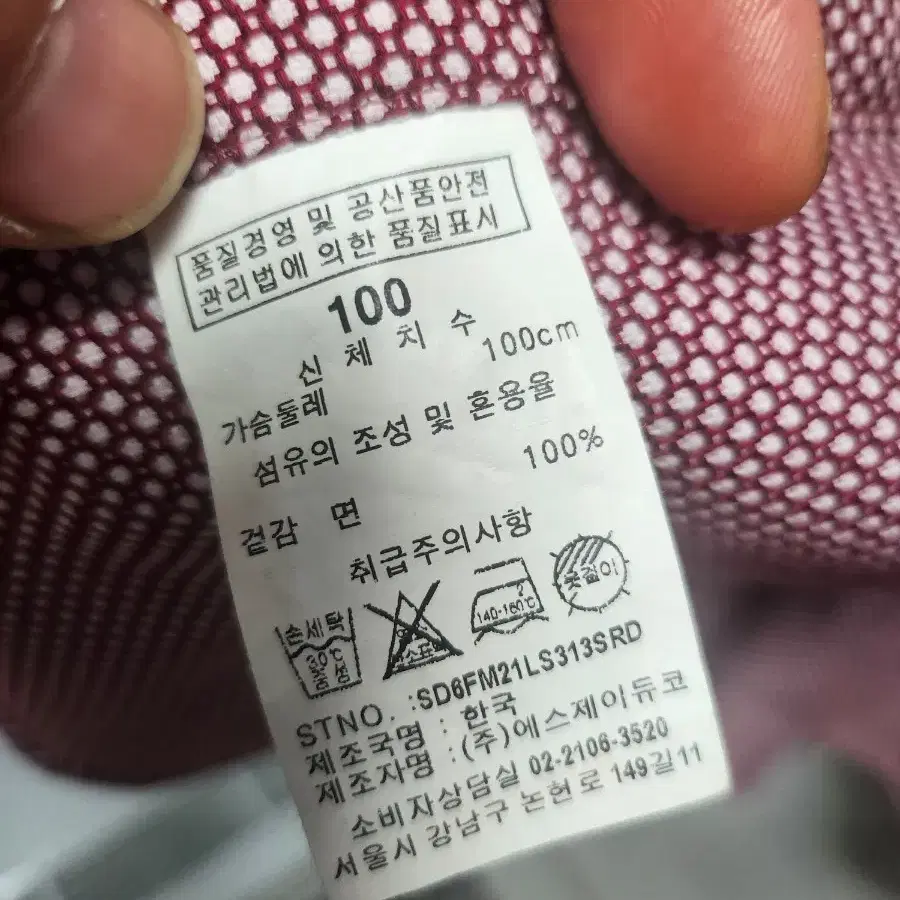 품질경영 및 공산품안전
관리법에 의한 품질표시
100
신 체 치 수
가슴둘레 100cm
섬유의 조성 및 혼용율
겉감 면 100%
취급주의사항
손세탁
30℃
중성
140-160℃
옷걸이
STNO. :SD6FM21LS313SRD
제조국명 : 한국
제조자명 :(주)에스제이듀코
소비자상담실 02-2106-3520
서울시 강남구 논현로 149길11